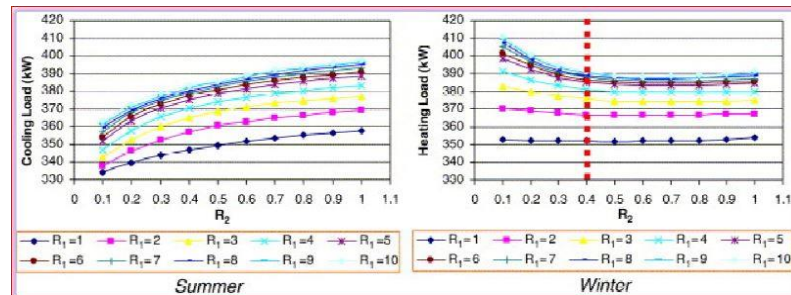 420
410
400
390
380
370
360
350
340
330
Cooling Load (kW)
0 0.1 0.2 0.3 0.4 0.5 0.6 0.7 0.8 0.9 1 1.1
R₂
R₁=1 R₁=2 R₁=3 R₁=4 R₁=5
R₁=6 R₁=7 R₁=8 R₁=9 R₁=10
Summer
420
410
400
390
380
370
360
350
340
330
Heating Load (kW)
0 0.1 0.2 0.3 0.4 0.5 0.6 0.7 0.8 0.9 1 1.1
R₂
R₁=1 R₁=2 R₁=3 R₁=4 R₁=5
R₁=6 R₁=7 R₁=8 R₁=9 R₁=10
Winter